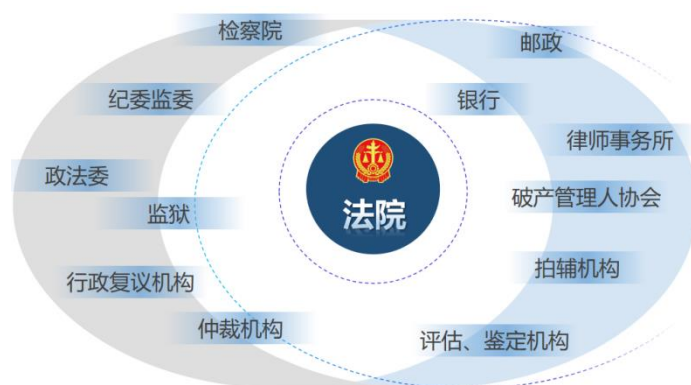 检察院
邮政
纪委监委
银行
律师事务所
政法委
破产管理人协会
监狱
法院
拍辅机构
行政复议机构
仲裁机构
评估、鉴定机构